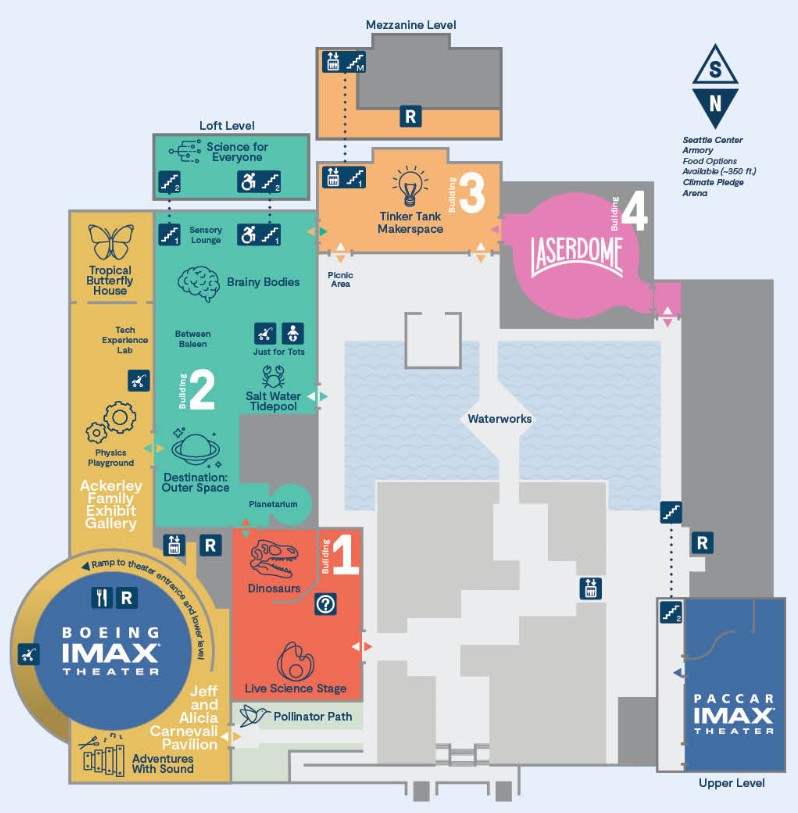 Mezzanine Level
M
R
S
N
Seattle Center
Armory
Food Options
Available (~350 ft.)
Climate Pledge
Arena
Loft Level
Science for
Everyone
2
2
1
Building 3
Tinker Tank
Makerspace
Building 4
LASERDOME
1
Sensory
Lounge
1
Tropical
Butterfly
House
Brainy Bodies
Picnic
Area
Tech
Experience
Lab
Between
Baleen
Just for Tots
Building 2
Salt Water
Tidepool
Waterworks
Physics
Playground
Destination:
Outer Space
Ackerley
Family
Exhibit
Gallery
Planetarium
R
R
Building 1
Ramp to theater entrance and lower level
Dinosaurs
?
R
2
BOEING
IMAX®
THEATER
Live Science Stage
Jeff
and
Alicia
Carnevali
Pavilion
Pollinator Path
PACCAR
IMAX®
THEATER
Adventures
With Sound
Upper Level